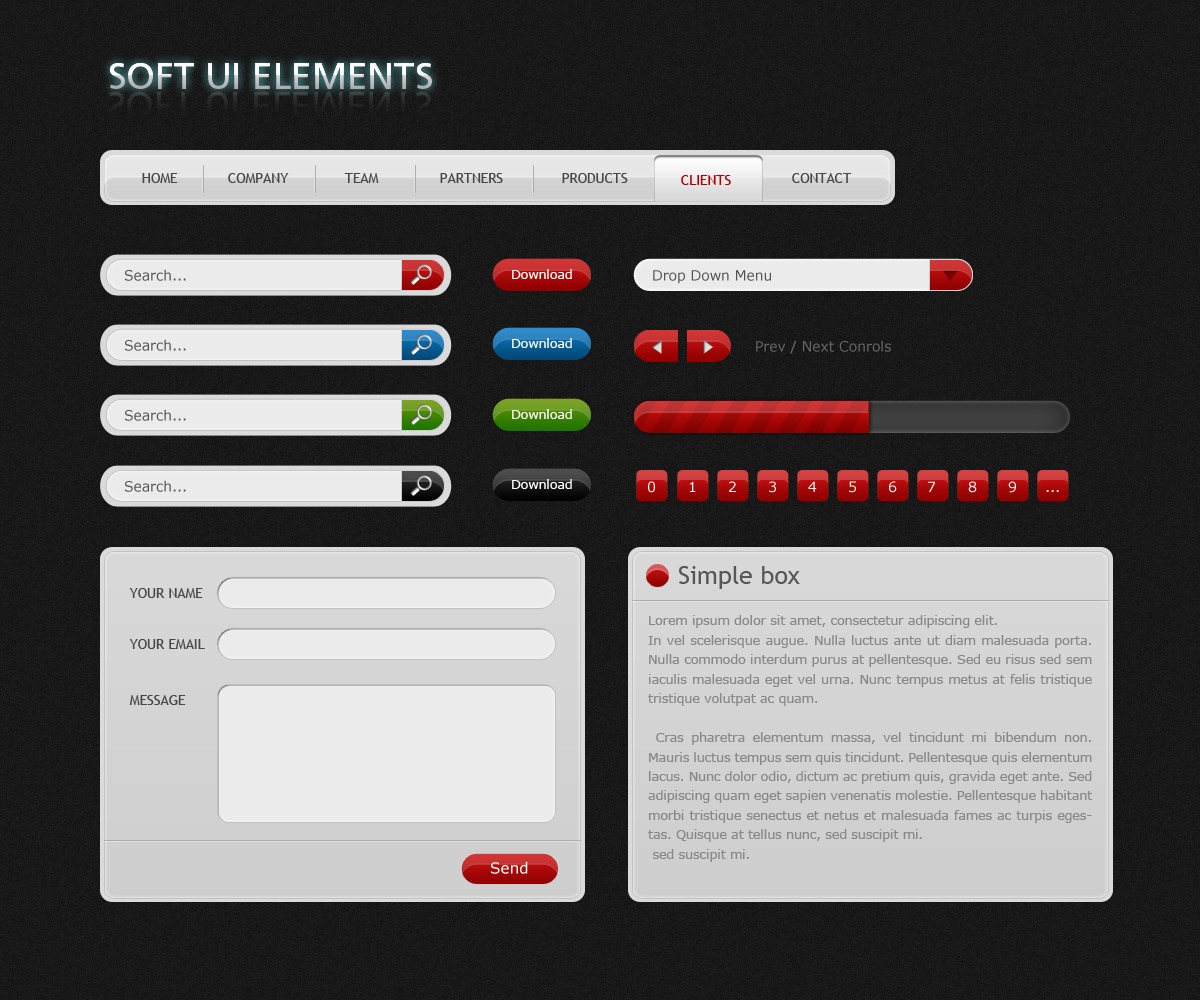 SOFT UI ELEMENTS
HOME COMPANY TEAM PARTNERS PRODUCTS CLIENTS CONTACT
Search... Download Drop Down Menu
Search... Download Prev / Next Conrols
Search... Download
Search... Download 0 1 2 3 4 5 6 7 8 9 ...
YOUR NAME
YOUR EMAIL
MESSAGE
Send
Simple box
Lorem ipsum dolor sit amet, consectetur adipiscing elit.
In vel scelerisque augue. Nulla luctus ante ut diam malesuada porta.
Nulla commodo interdum purus at pellentesque. Sed eu risus sed sem
iaculis malesuada eget vel urna. Nunc tempus metus at felis tristique
tristique volutpat ac quam.
Cras pharetra elementum massa, vel tincidunt mi bibendum non.
Mauris luctus tempus sem quis tincidunt. Pellentesque quis elementum
lacus. Nunc dolor odio, dictum ac pretium quis, gravida eget ante. Sed
adipiscing quam eget sapien venenatis molestie. Pellentesque habitant
morbi tristique senectus et netus et malesuada fames ac turpis eges-
tas. Quisque at tellus nunc, sed suscipit mi.
sed suscipit mi.